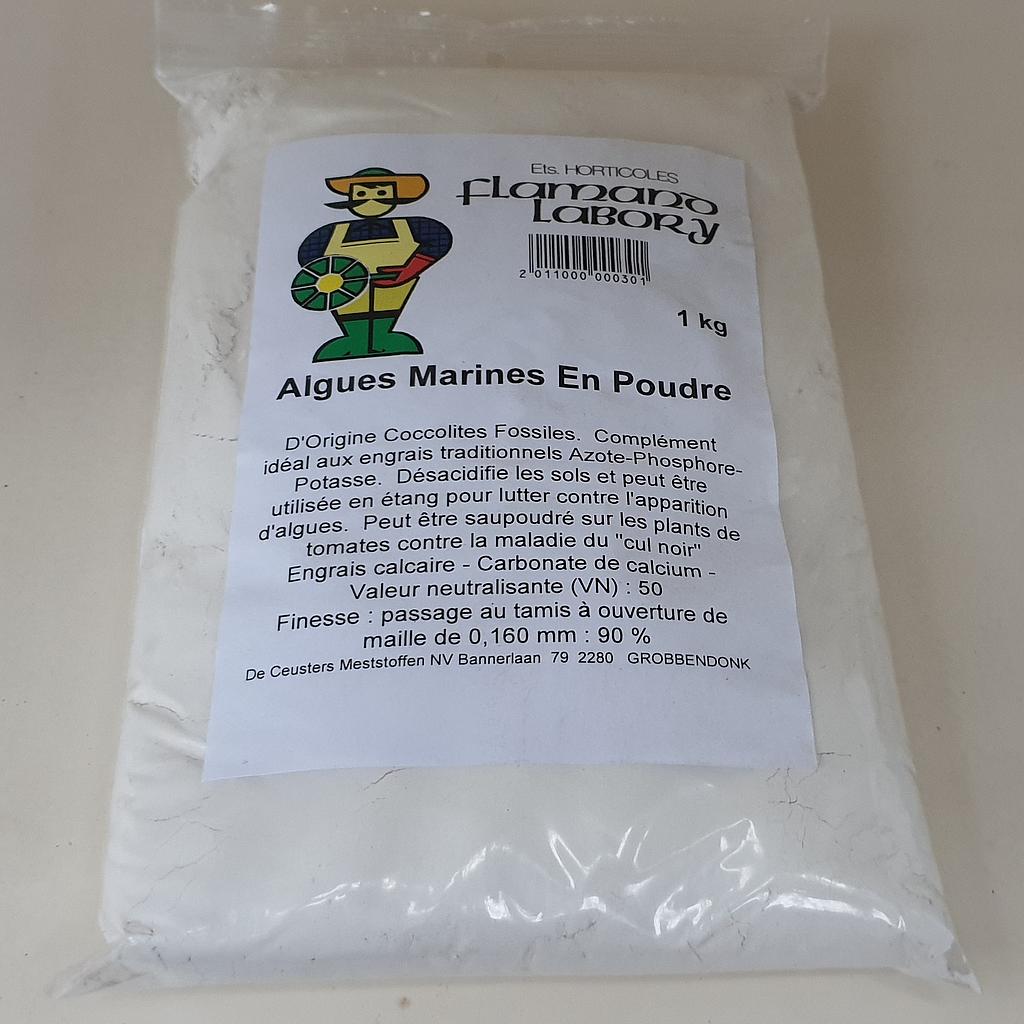 Ets. HORTICOLES
flamand
labory
2 011000 000301
1 kg
Algues Marines En Poudre
D'Origine Coccolites Fossiles. Complément
idéal aux engrais traditionnels Azote-Phosphore-
Potasse. Désacidifie les sols et peut être
utilisée en étang pour lutter contre l'apparition
d'algues. Peut être saupoudré sur les plants de
tomates contre la maladie du "cul noir"
Engrais calcaire - Carbonate de calcium -
Valeur neutralisante (VN) : 50
Finesse : passage au tamis à ouverture de
maille de 0,160 mm : 90 %
De Ceusters Meststoffen NV Bannerlaan 79 2280 GROBBENDONK